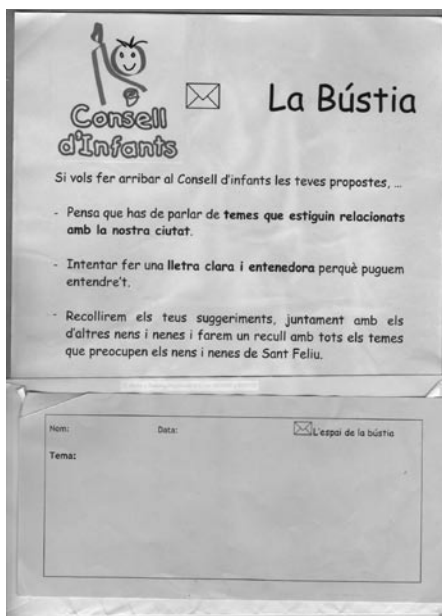 Consell
d'Infants
La Bústia
Si vols fer arribar al Consell d'infants les teves propostes, ...
- Pensa que has de parlar de temes que estiguin relacionats
amb la nostra ciutat.
- Intentar fer una lletra clara i entenedora perquè puguem
entendre't.
- Recollirem els teus suggeriments, juntament amb els
d'altres nens i nenes i farem un recull amb tots els temes
que preocupen els nens i nenes de Sant Feliu.
Nom: Data: L'espai de la bústia
Tema: